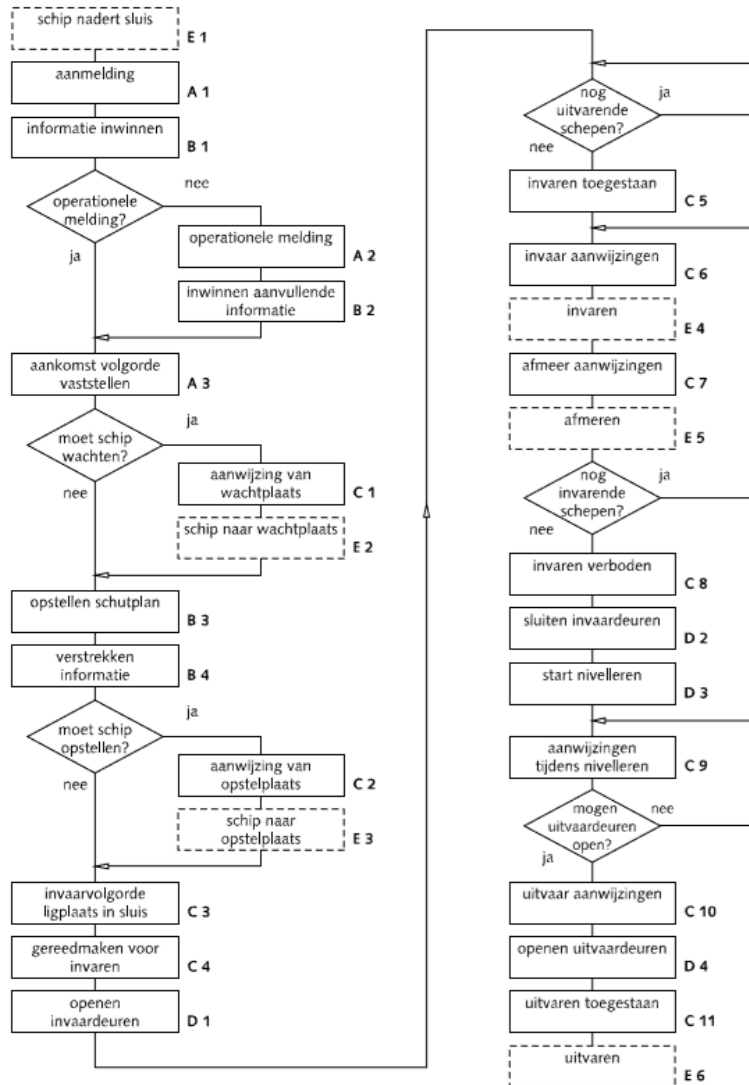 schip nadert sluis
E 1
aanmelding
A 1
informatie inwinnen
B 1
operationele
melding?
nee
ja
operationele melding
A 2
inwinnen aanvullende
informatie
B 2
aankomst volgorde
vaststellen
A 3
moet schip
wachten?
ja
nee
aanwijzing van
wachtplaats
C 1
schip naar wachtplaats
E 2
opstellen schutplan
B 3
verstrekken
informatie
B 4
moet schip
opstellen?
ja
nee
aanwijzing van
opstelplaats
C 2
schip naar
opstelplaats
E 3
invaarvolgorde
ligplaats in sluis
C 3
gereedmaken voor
invaren
C 4
openen
invaardeuren
D 1
nog
uitvarende
schepen?
ja
nee
invaren toegestaan
C 5
invaar aanwijzingen
C 6
invaren
E 4
afmeer aanwijzingen
C 7
afmeren
E 5
nog
invarende
schepen?
ja
nee
invaren verboden
C 8
sluiten invaardeuren
D 2
start nivelleren
D 3
aanwijzingen
tijdens nivelleren
C 9
mogen
uitvaardeuren
open?
nee
ja
uitvaar aanwijzingen
C 10
openen uitvaardeuren
D 4
uitvaren toegestaan
C 11
uitvaren
E 6